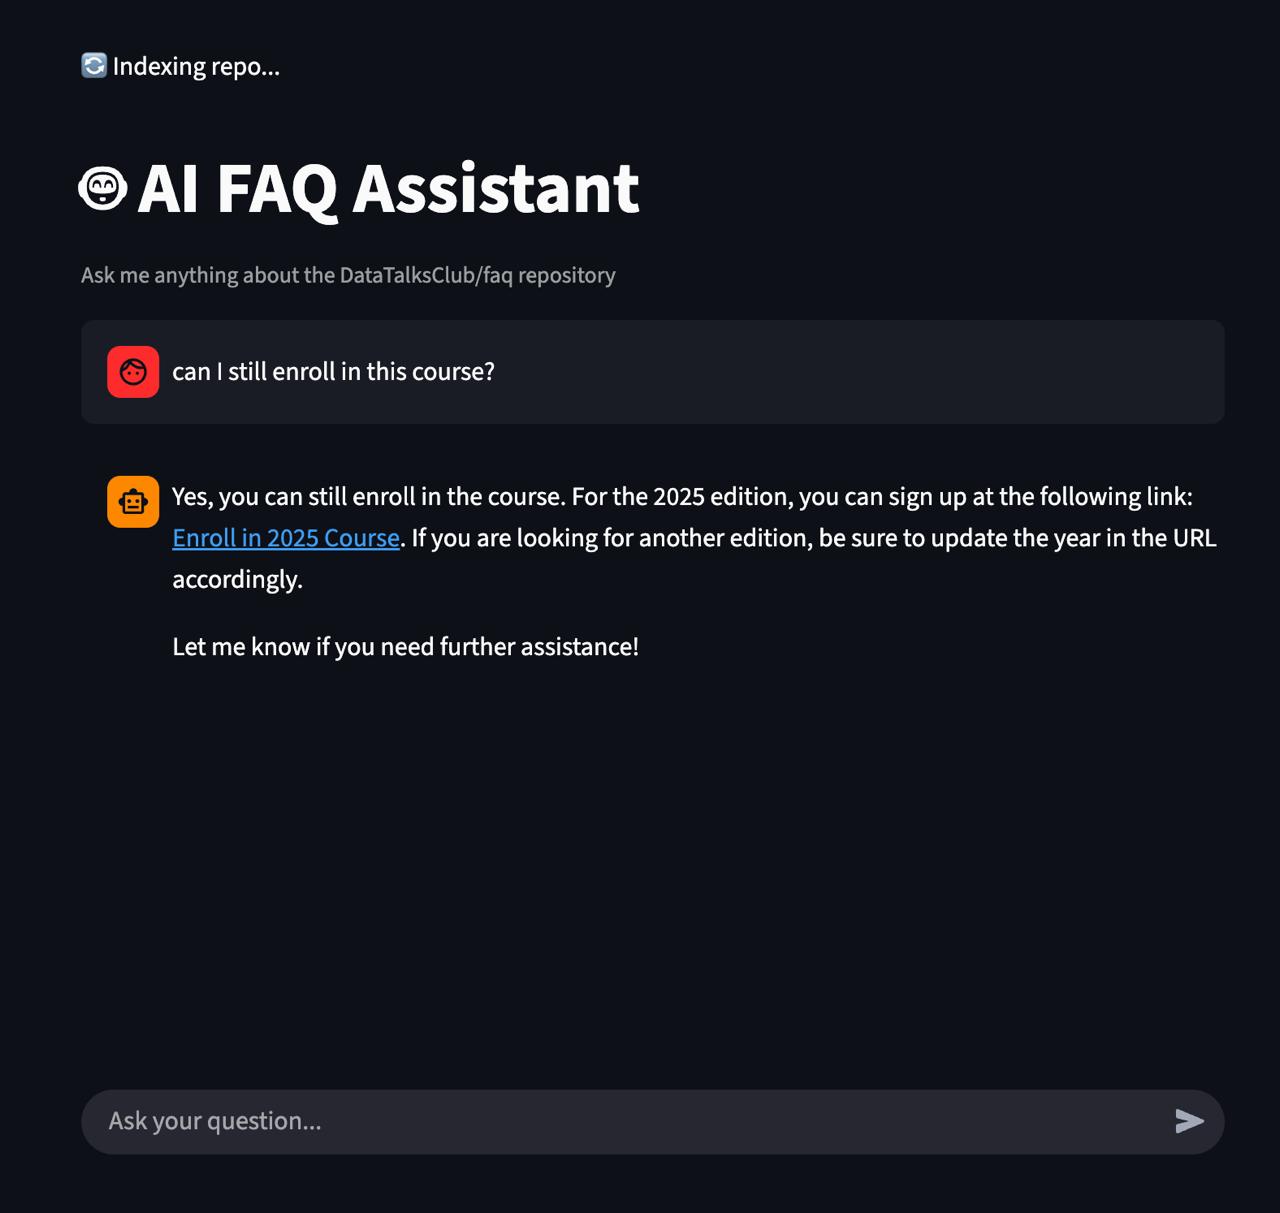 Indexing repo...
AI FAQ Assistant
Ask me anything about the DataTalksClub/faq repository
can I still enroll in this course?
Yes, you can still enroll in the course. For the 2025 edition, you can sign up at the following link:
Enroll in 2025 Course. If you are looking for another edition, be sure to update the year in the URL
accordingly.
Let me know if you need further assistance!
Ask your question...